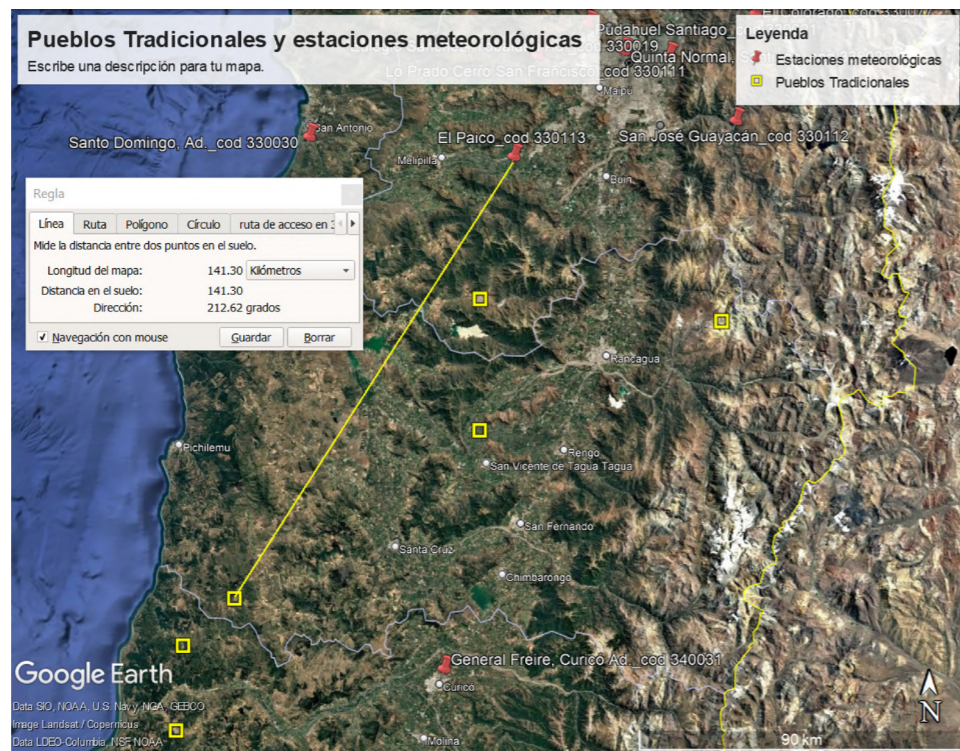 Pueblos Tradicionales y estaciones meteorológicas
Escribe una descripción para tu mapa.
Leyenda
Estaciones meteorológicas
Pueblos Tradicionales
Pudahuel Santiago_
330019
Quinta Normal,
Lo Prado Cerro San Francisco_cod 330111
Maipú
Santo Domingo, Ad._cod 330030
San Antonio
El Paico_cod 330113
San José Guayacán_cod 330112
Melipilla
Buin
Regla
Línea
Ruta
Polígono
Círculo
ruta de acceso en
Mide la distancia entre dos puntos en el suelo.
Longitud del mapa: 141.30 Kilómetros
Distancia en el suelo: 141.30
Dirección: 212.62 grados
Navegación con mouse
Guardar
Borrar
Rancagua
Pichilemu
Rengo
San Vicente de Tagua Tagua
San Fernando
Santa Cruz
Chimbarongo
General Freire, Curicó Ad._cod 340031
Curicó
Molina
Google Earth
Data SIO, NOAA, U.S. Navy, NGA, GEBCO
Image Landsat / Copernicus
Data LDEO-Columbia, NSF, NOAA
N
90 km